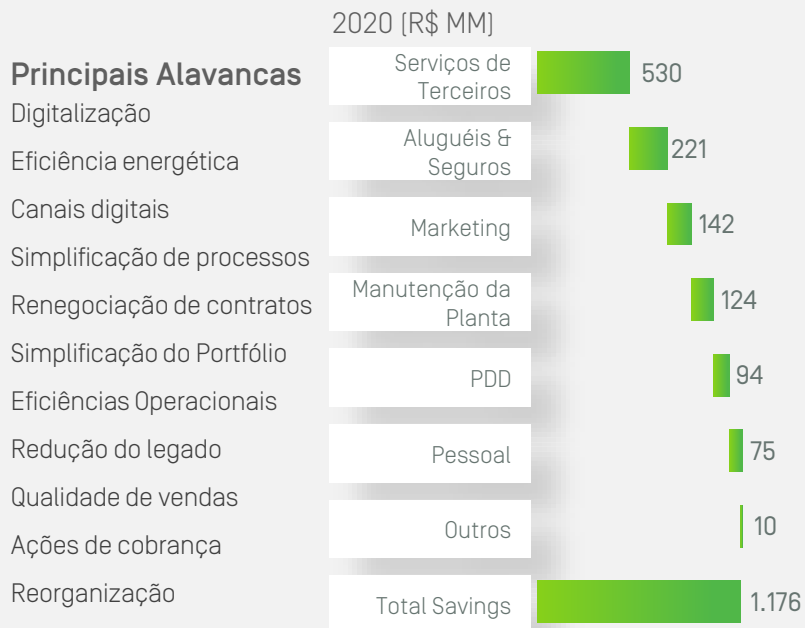 2020 (R$ MM)
Principais Alavancas
Digitalização
Eficiência energética
Canais digitais
Simplificação de processos
Renegociação de contratos
Simplificação do Portfólio
Eficiências Operacionais
Redução do legado
Qualidade de vendas
Ações de cobrança
Reorganização
Serviços de
Terceiros
530
Aluguéis &
Seguros
221
Marketing
142
Manutenção da
Planta
124
PDD
94
Pessoal
75
Outros
10
Total Savings
1.176